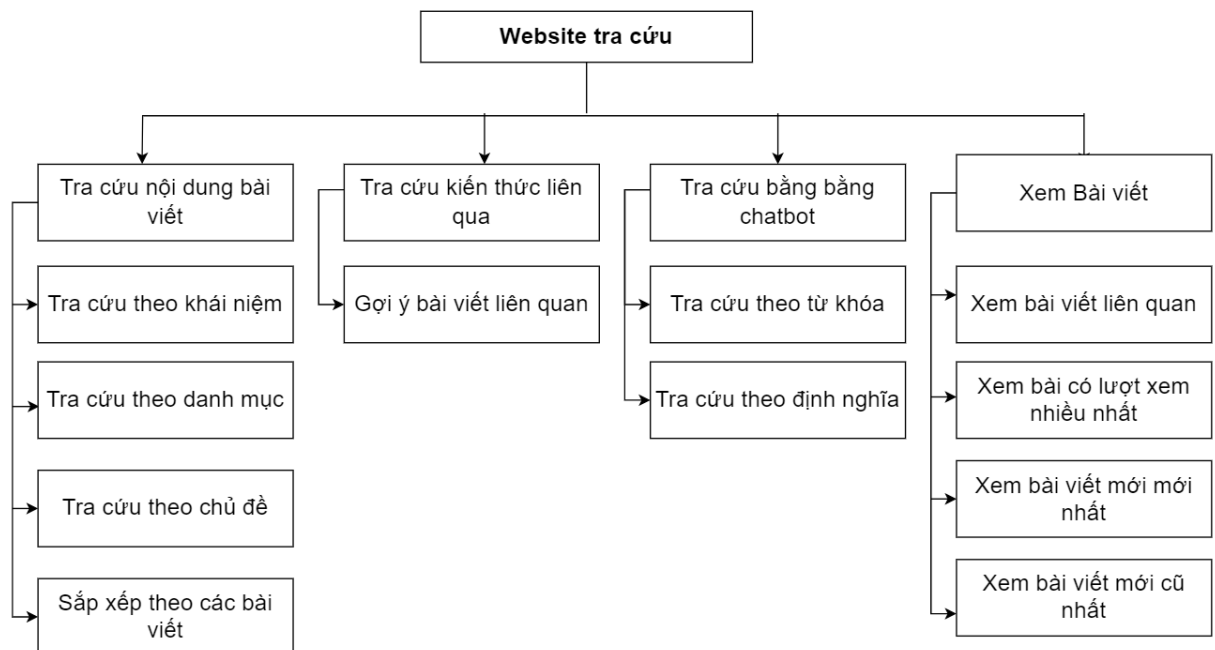 Website tra cứu
Tra cứu nội dung bài
viết
Tra cứu theo khái niệm
Tra cứu theo danh mục
Tra cứu theo chủ đề
Sắp xếp theo các bài
viết
Tra cứu kiến thức liên
qua
Gợi ý bài viết liên quan
Tra cứu bằng bằng
chatbot
Tra cứu theo từ khóa
Tra cứu theo định nghĩa
Xem Bài viết
Xem bài viết liên quan
Xem bài có lượt xem
nhiều nhất
Xem bài viết mới mới
nhất
Xem bài viết mới cũ
nhất